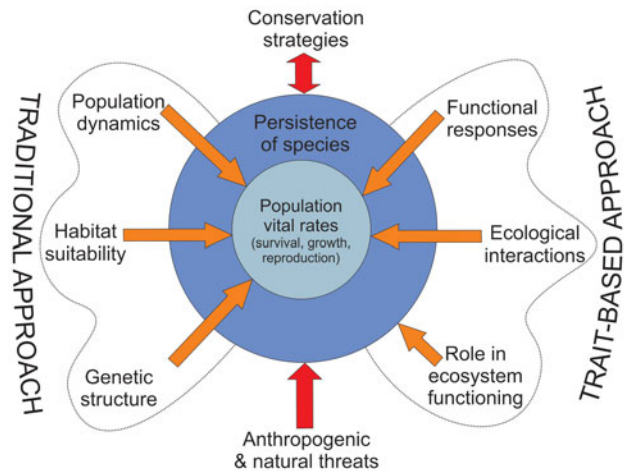 Conservation
strategies
TRADITIONAL APPROACH
Population
dynamics
Habitat
suitability
Genetic
structure
Persistence
of species
Population
vital rates
(survival, growth,
reproduction)
Functional
responses
Ecological
interactions
Role in
ecosystem
functioning
TRAIT-BASED APPROACH
Anthropogenic
& natural threats